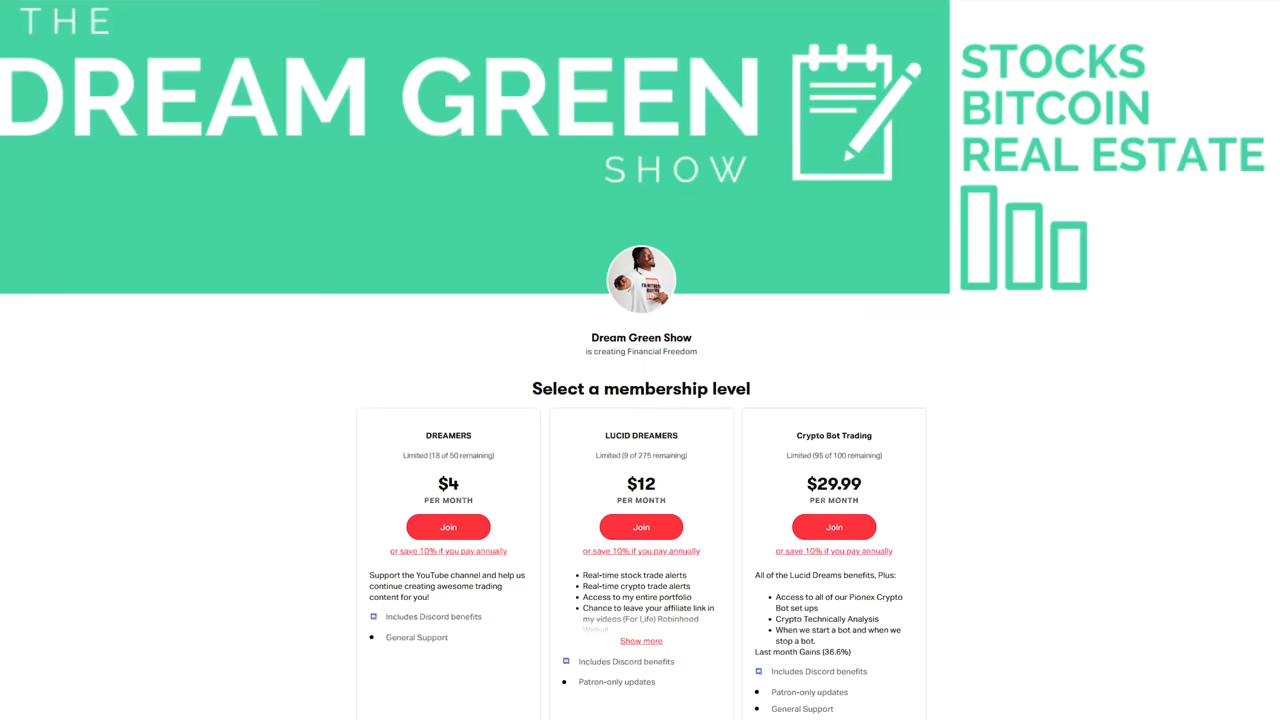 THE
DREAM GREEN
SHOW
STOCKS
BITCOIN
REAL ESTATE
Dream Green Show
is creating Financial Freedom
Select a membership level
DREAMERS
Limited (18 of 50 remaining)
$4
PER MONTH
Join
or save 10% if you pay annually
Support the YouTube channel and help us
continue creating awesome trading
content for you!
Includes Discord benefits
General Support
LUCID DREAMERS
Limited (9 of 275 remaining)
$12
PER MONTH
Join
or save 10% if you pay annually
Real-time stock trade alerts
Real-time crypto trade alerts
Access to my entire portfolio
Chance to leave your affiliate link in
my videos (For Life) Robinhood
Show more
Includes Discord benefits
Patron-only updates
Crypto Bot Trading
Limited (95 of 100 remaining)
$29.99
PER MONTH
Join
or save 10% if you pay annually
All of the Lucid Dreams benefits, Plus:
Access to all of our Pionex Crypto
Bot set ups
Crypto Technically Analysis
When we start a bot and when we
stop a bot.
Last month Gains (36.6%)
Includes Discord benefits
Patron-only updates
General Support